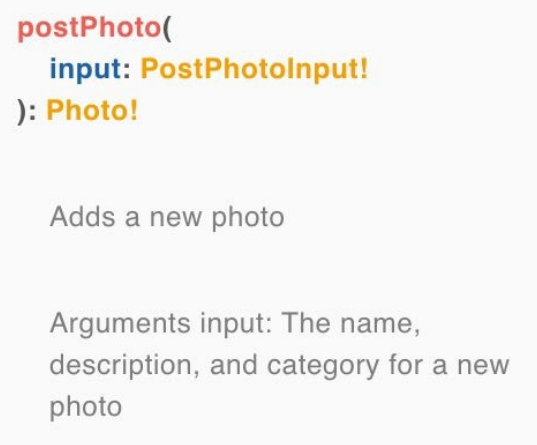 postPhoto(
input: PostPhotoInput!
): Photo!
Adds a new photo
Arguments input: The name,
description, and category for a new
photo